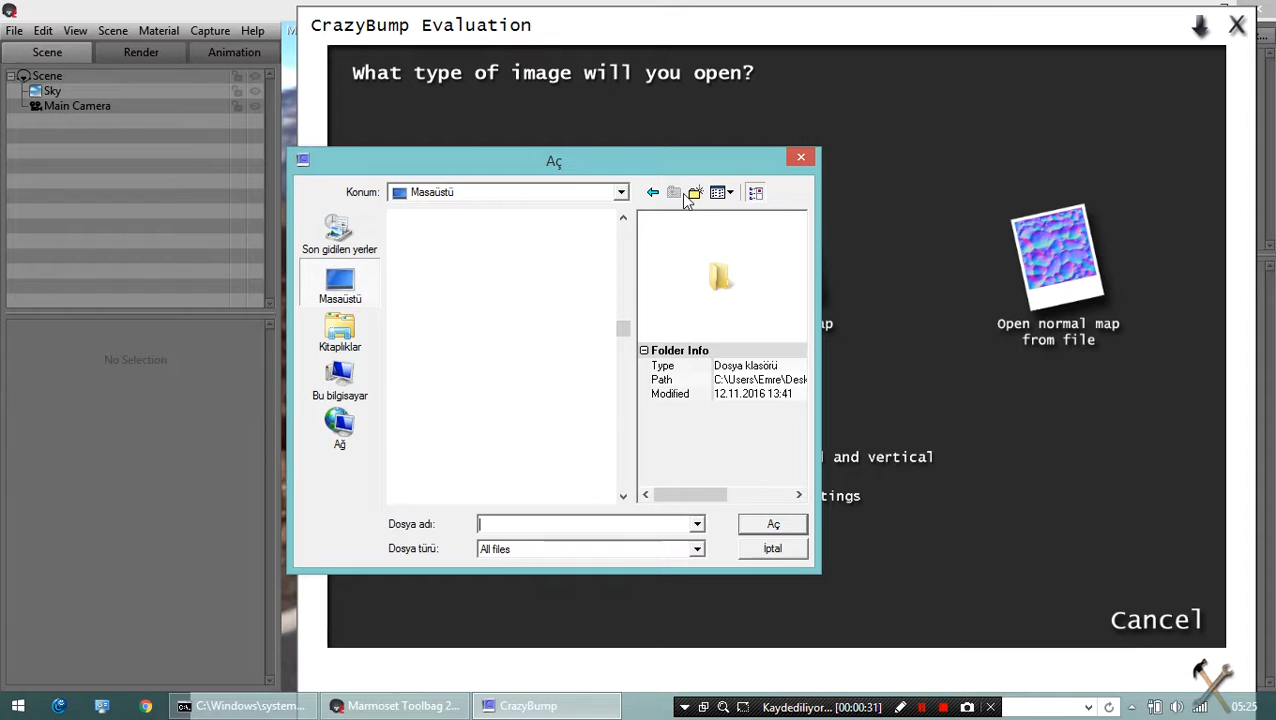 CrazyBump Evaluation
File Edit View Scene Material Capture Help
Scene Render Animation
Scene
Sky
Main Camera
No Selection
What type of image will you open?
Aç
Konum: Masaüstü
Son gidilen yerler
Masaüstü
Kitaplıklar
Bu bilgisayar
Ağ
Folder Info
Type Dosya klasörü
Path C:\Users\Emre\Desk
Modified 12.11.2016 13:41
Dosya adı:
Aç
Dosya türü: All files
İptal
Open normal map
from file
ap
d and vertical
tings
Cancel
C:\Windows\system...
Marmoset Toolbag 2...
CrazyBump
Kaydediliyor... [00:00:31]
05:25